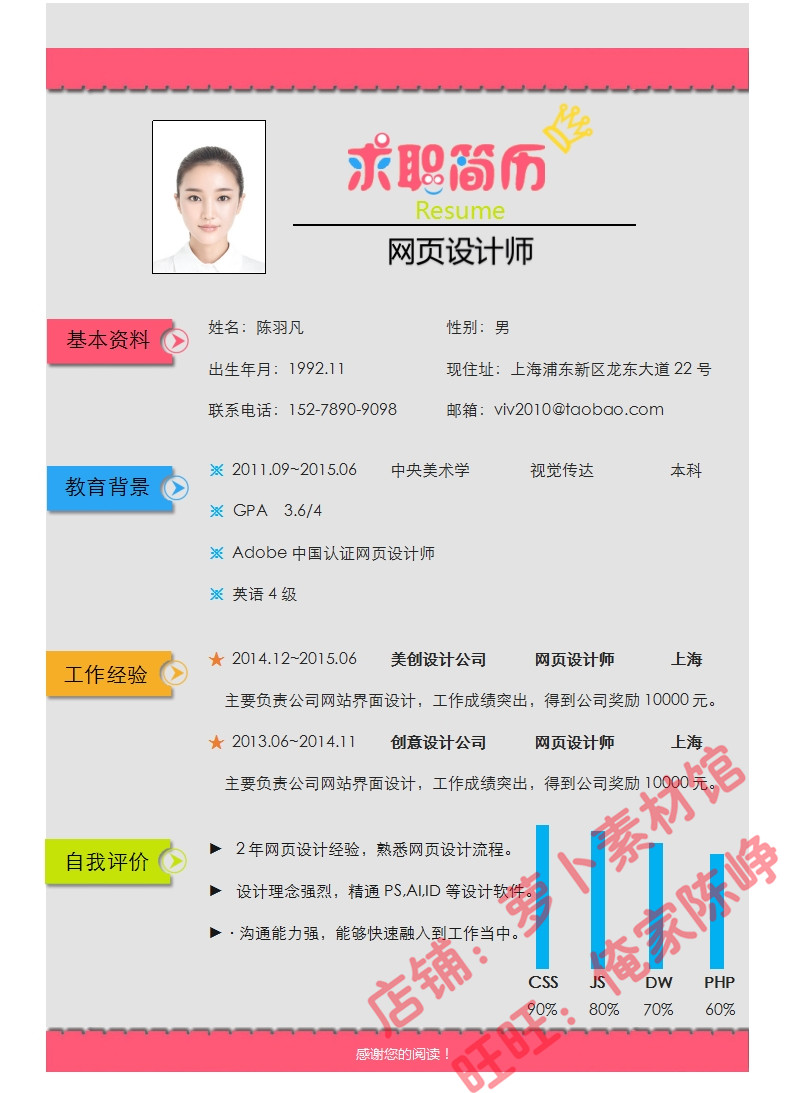 求职简历
Resume
网页设计师
基本资料
姓名：陈羽凡 性别：男
出生年月：1992.11 现住址：上海浦东新区龙东大道 22 号
联系电话：152-7890-9098 邮箱：viv2010@taobao.com
教育背景
※ 2011.09~2015.06 中央美术学 视觉传达 本科
※ GPA 3.6/4
※ Adobe 中国认证网页设计师
※ 英语 4 级
工作经验
★ 2014.12~2015.06 美创设计公司 网页设计师 上海
主要负责公司网站界面设计，工作成绩突出，得到公司奖励 10000 元。
★ 2013.06~2014.11 创意设计公司 网页设计师 上海
主要负责公司网站界面设计，工作成绩突出，得到公司奖励 10000 元。
自我评价
► 2 年网页设计经验，熟悉网页设计流程。
► 设计理念强烈，精通 PS,AI,ID 等设计软件。
► · 沟通能力强，能够快速融入到工作当中。
CSS JS DW PHP
90% 80% 70% 60%
店铺：萝卜素材馆
旺旺：俺家陈峥
感谢您的阅读！